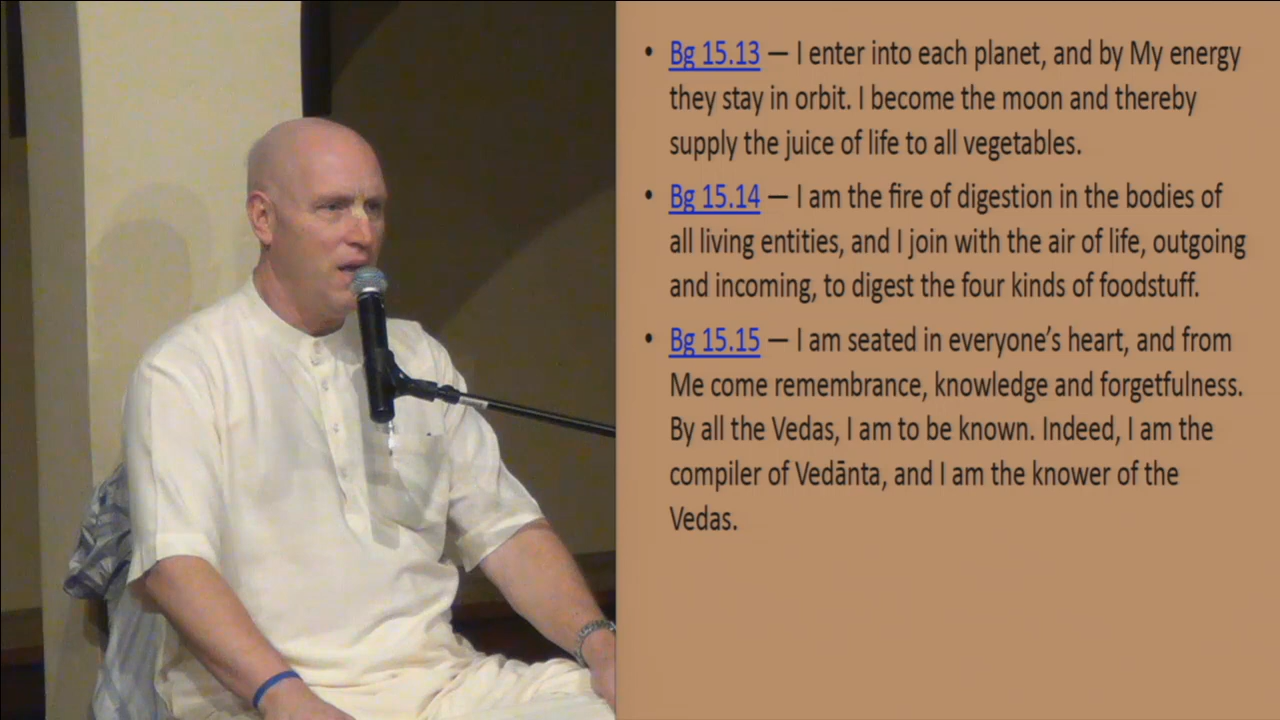 • Bg 15.13 — I enter into each planet, and by My energy
they stay in orbit. I become the moon and thereby
supply the juice of life to all vegetables.
• Bg 15.14 — I am the fire of digestion in the bodies of
all living entities, and I join with the air of life, outgoing
and incoming, to digest the four kinds of foodstuff.
• Bg 15.15 — I am seated in everyone’s heart, and from
Me come remembrance, knowledge and forgetfulness.
By all the Vedas, I am to be known. Indeed, I am the
compiler of Vedānta, and I am the knower of the
Vedas.